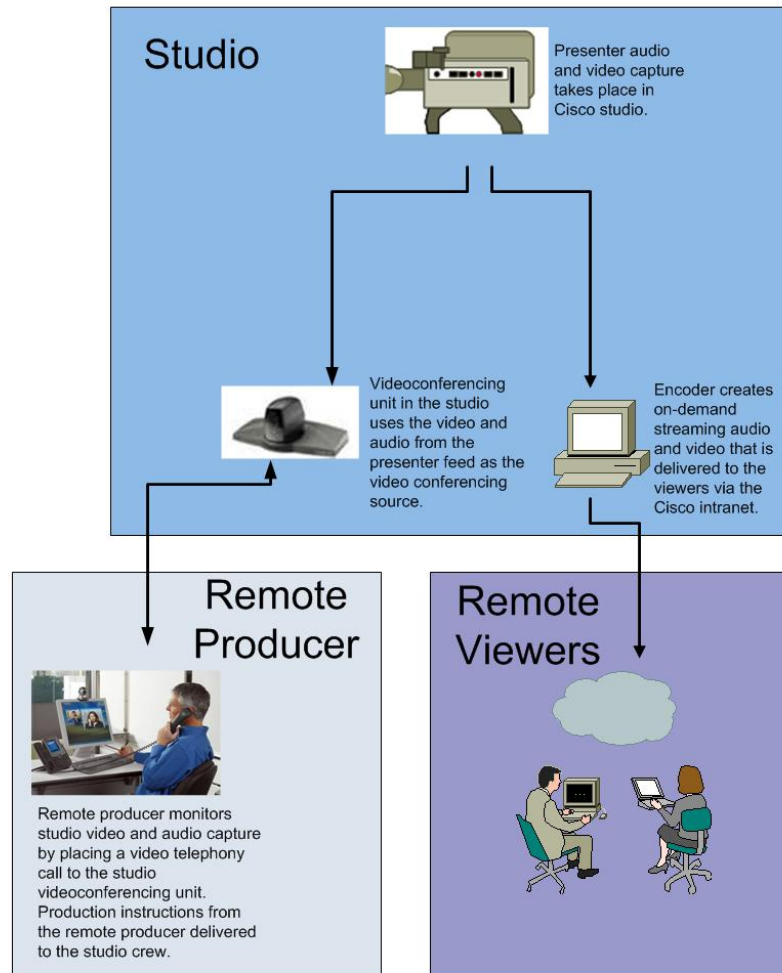 Studio
Presenter audio
and video capture
takes place in
Cisco studio.
Videoconferencing
unit in the studio
uses the video and
audio from the
presenter feed as the
video conferencing
source.
Encoder creates
on-demand
streaming audio
and video that is
delivered to the
viewers via the
Cisco intranet.
Remote
Producer
Remote producer monitors
studio video and audio capture
by placing a video telephony
call to the studio
videoconferencing unit.
Production instructions from
the remote producer delivered
to the studio crew.
Remote
Viewers